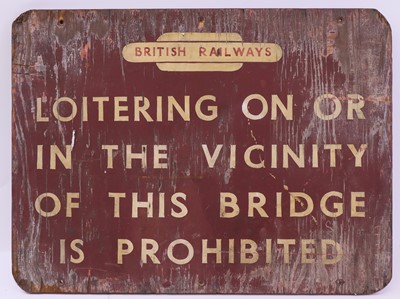 BRITISH RAILWAYS
LOITERING ON OR
IN THE VICINITY
OF THIS BRIDGE
IS PROHIBITED